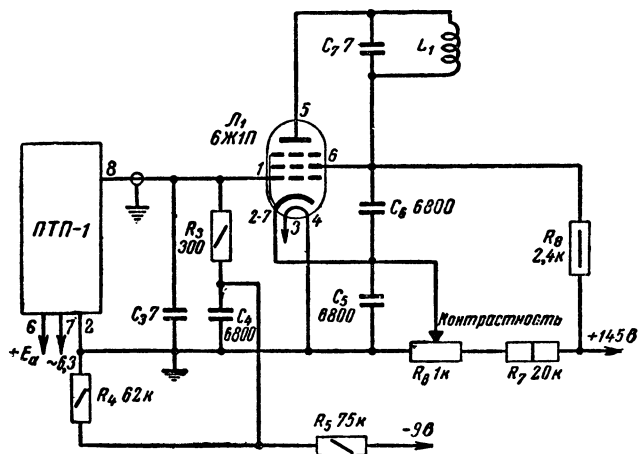 C₇ 7
L₁
5
Л₁
6Ж1П
8
1
6
ПТП-1
R₃
300
2-7
3
4
C₆ 6800
R₈
2,4к
C₃7
C₄
6800
C₅
6800
Контрастность
+145в
6
7
2
+Eа
~6,3
R₆ 1к
R₇ 20к
R₄ 62к
R₅ 75к
-9в